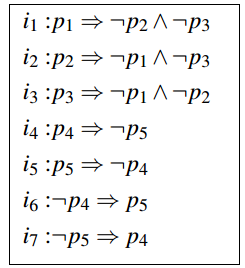 i₁ :p₁ ⇒ ¬p₂ ∧ ¬p₃
i₂ :p₂ ⇒ ¬p₁ ∧ ¬p₃
i₃ :p₃ ⇒ ¬p₁ ∧ ¬p₂
i₄ :p₄ ⇒ ¬p₅
i₅ :p₅ ⇒ ¬p₄
i₆ :¬p₄ ⇒ p₅
i₇ :¬p₅ ⇒ p₄